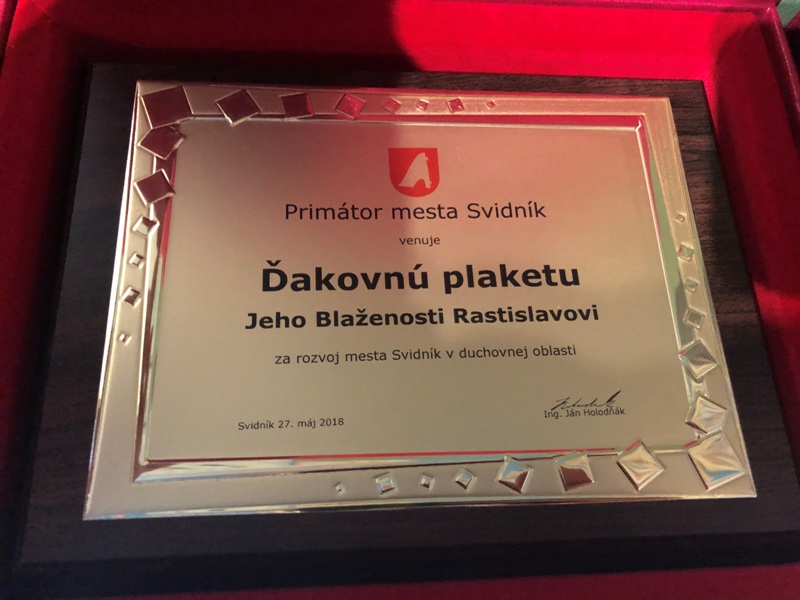 Primátor mesta Svidník
venuje
Ďakovnú plaketu
Jeho Blaženosti Rastislavovi
za rozvoj mesta Svidník v duchovnej oblasti
Svidník 27. máj 2018
Ing. Ján Holodňák